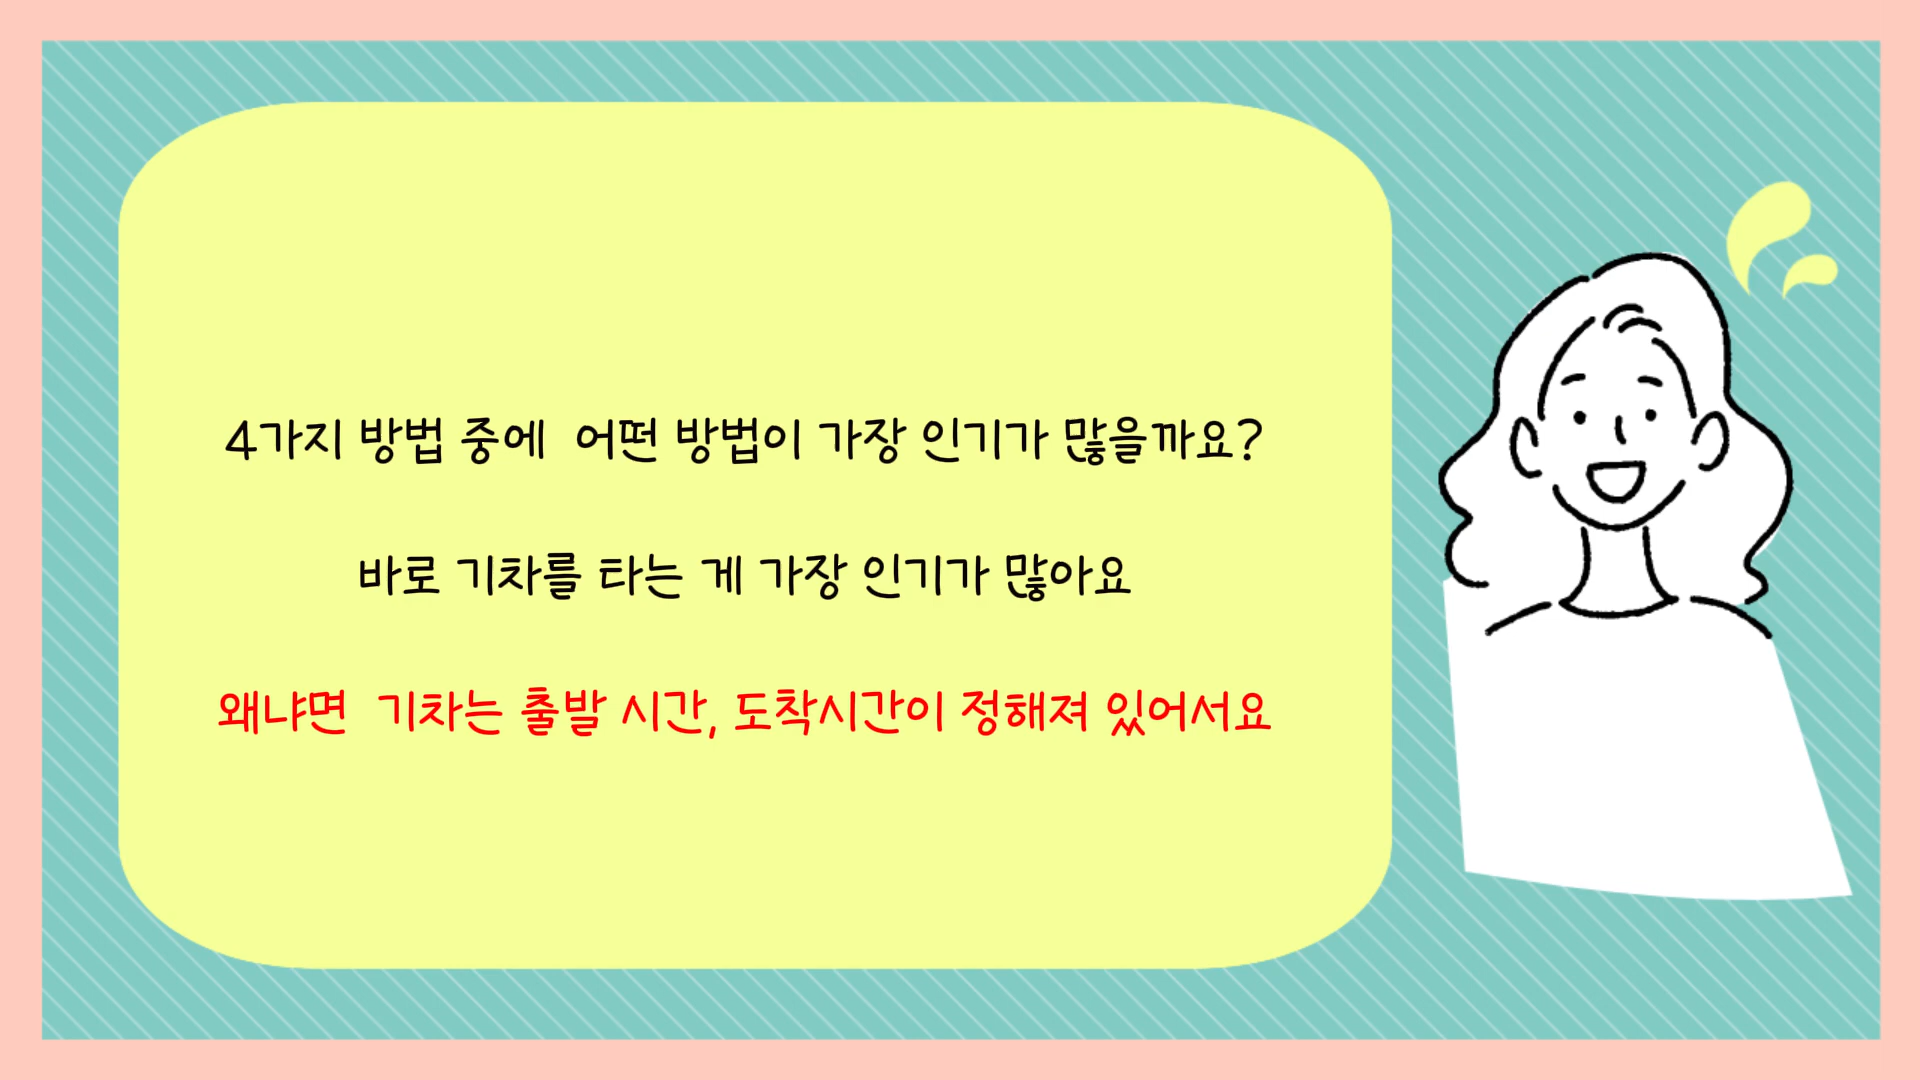 4가지 방법 중에 어떤 방법이 가장 인기가 많을까요?
바로 기차를 타는 게 가장 인기가 많아요
왜냐면 기차는 출발 시간, 도착시간이 정해져 있어서요